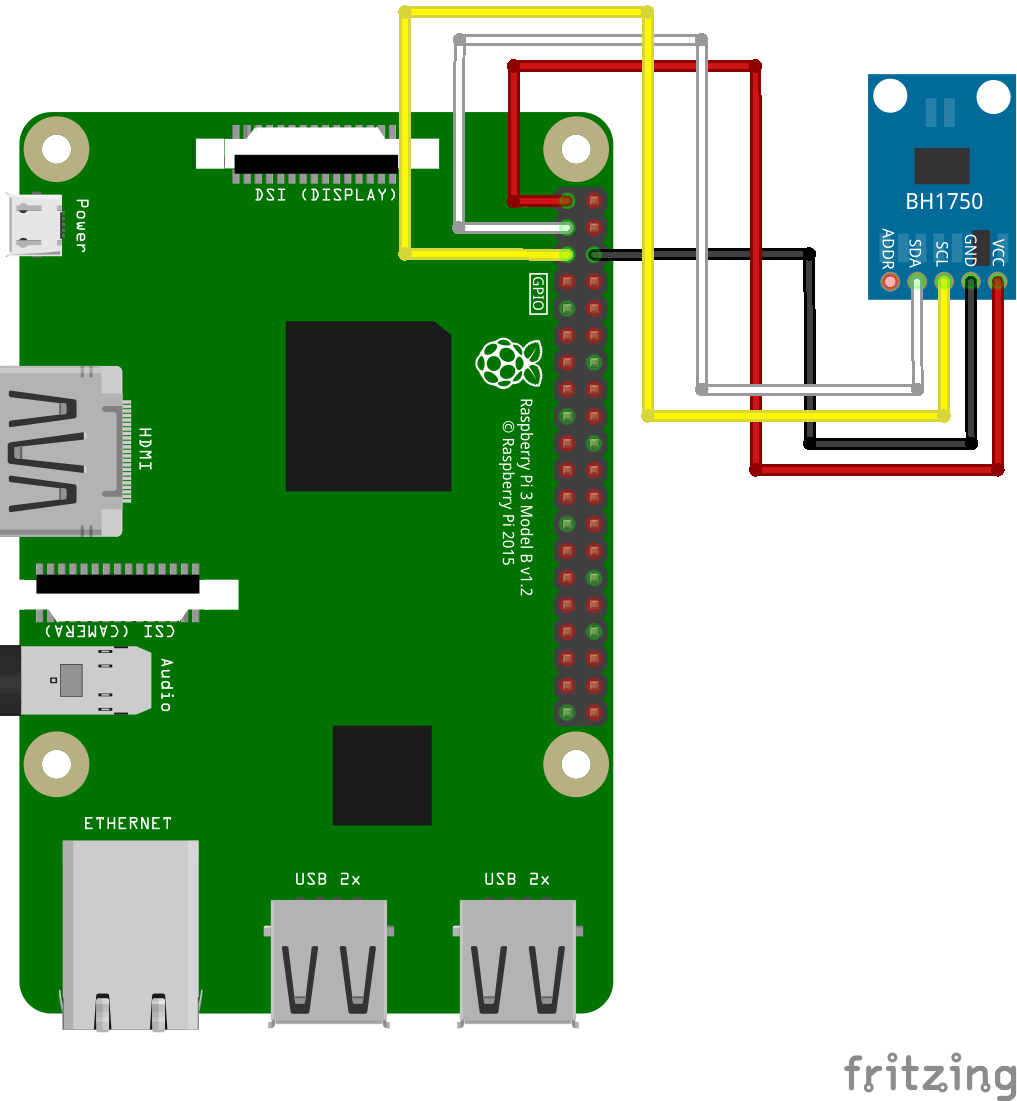 DSI (DISPLAY)
Power
BH1750
ADDR
SDA
SCL
GND
VCC
GPIO
HDMI
Raspberry Pi 3 Model B v1.2
© Raspberry Pi 2015
CSI (CAMERA)
Audio
ETHERNET
USB 2x
USB 2x
fritzing